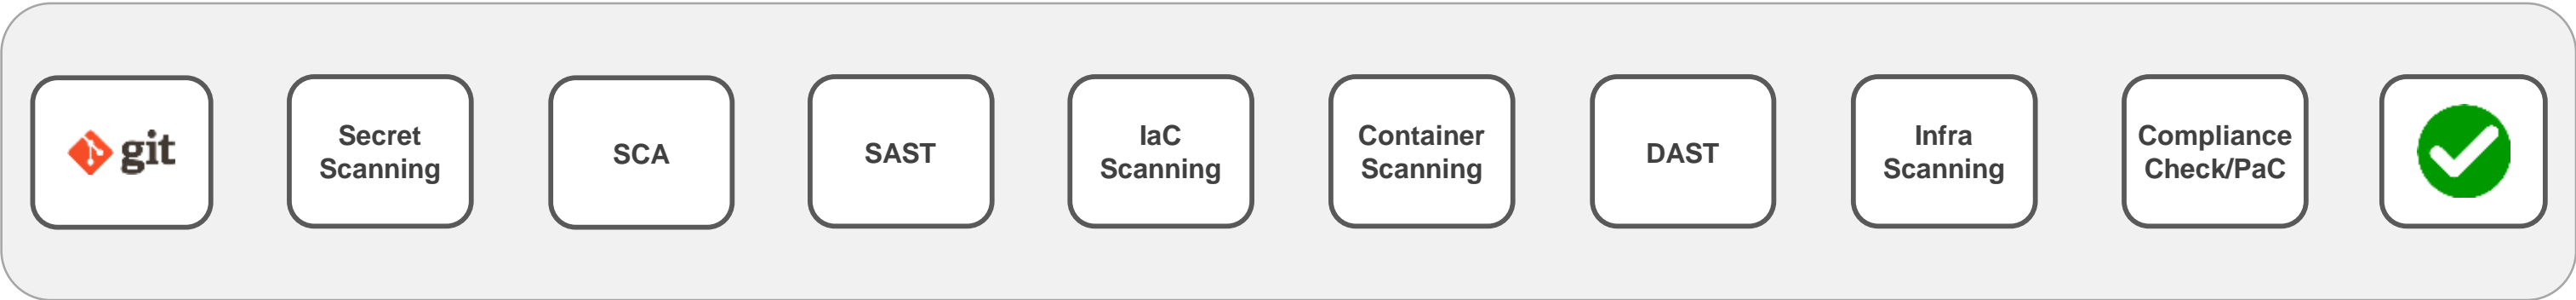 git
Secret
Scanning
SCA
SAST
IaC
Scanning
Container
Scanning
DAST
Infra
Scanning
Compliance
Check/PaC